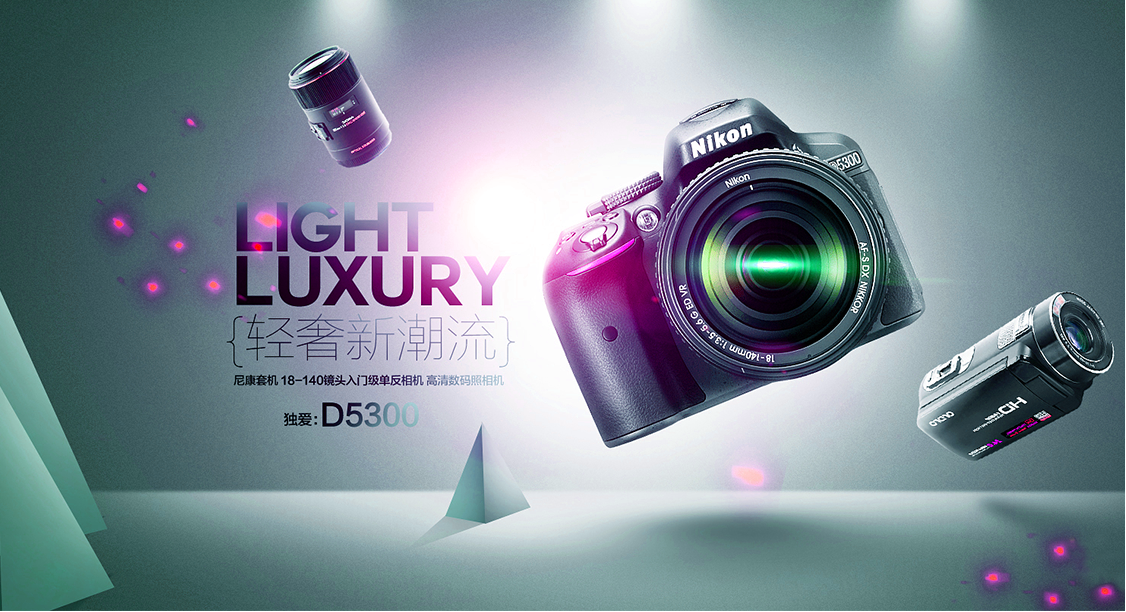 LIGHT
LUXURY
{轻奢新潮流}
尼康套机 18-140镜头入门级单反相机 高清数码照相机
独爱：D5300
Nikon
D5300
Nikon
AF-S DX NIKKOR
18-140mm 1:3.5-5.6 G ED VR
HD